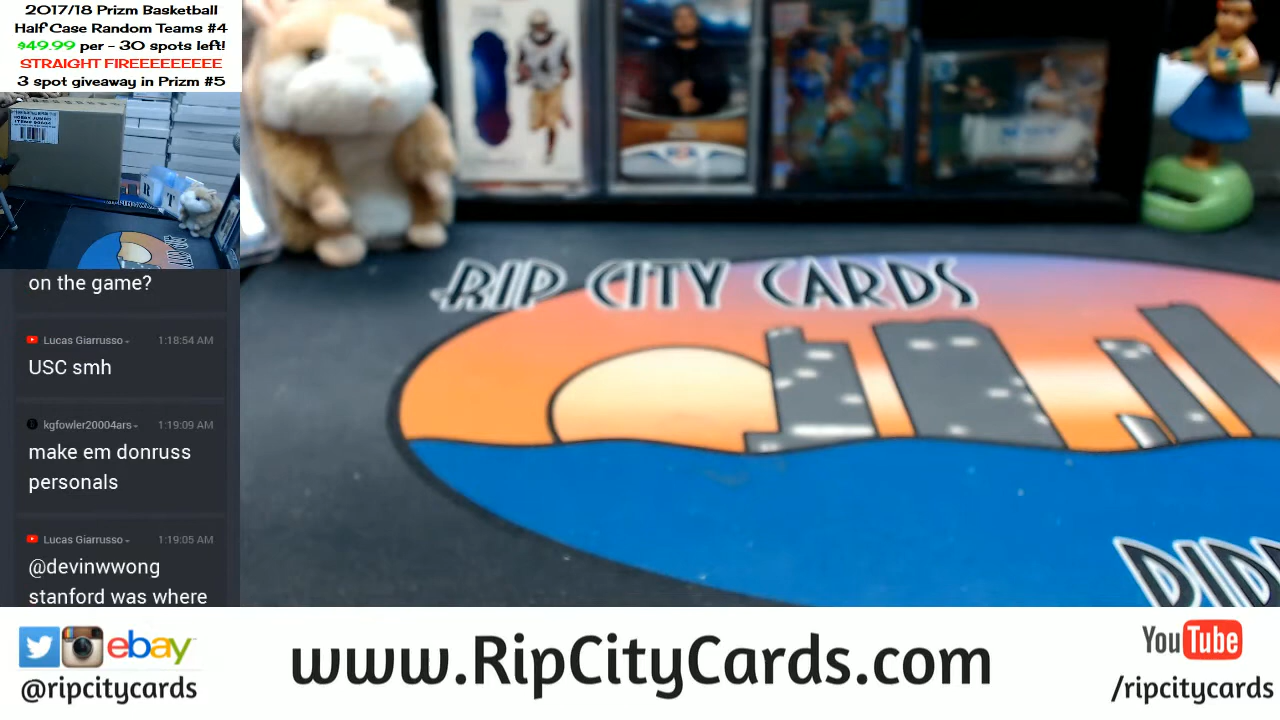 2017/18 Prizm Basketball
Half Case Random Teams #4
$49.99 per - 30 spots left!
STRAIGHT FIREEEEEEEEE
3 spot giveaway in Prizm #5
R T
on the game?
Lucas Giarrusso 1:18:54 AM
USC smh
kgfowler20004ars 1:19:09 AM
make em donruss
personals
Lucas Giarrusso 1:19:05 AM
@devinwwong
stanford was where
RIP CITY CARDS
ebay
@ripcitycards
www.RipCityCards.com
YouTube
/ripcitycards